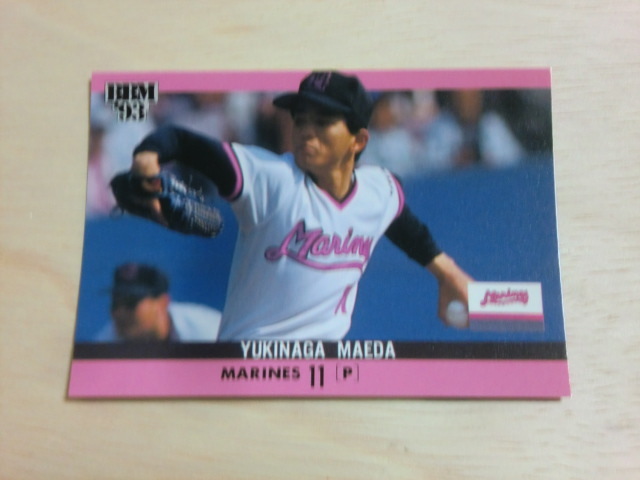 BBM
'93
Marines
Marines
YUKINAGA MAEDA
MARINES 11 [P]